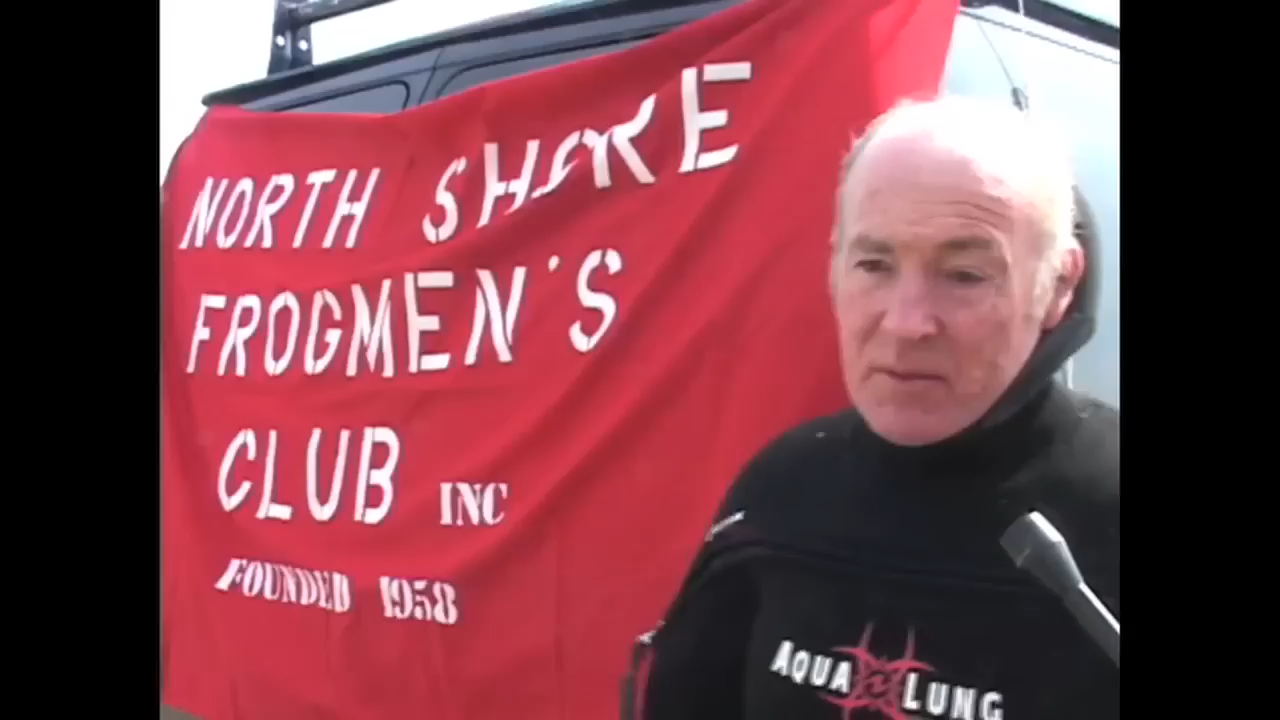 NORTH SHORE
FROGMEN'S
CLUB INC
FOUNDED 1958
AQUA LUNG